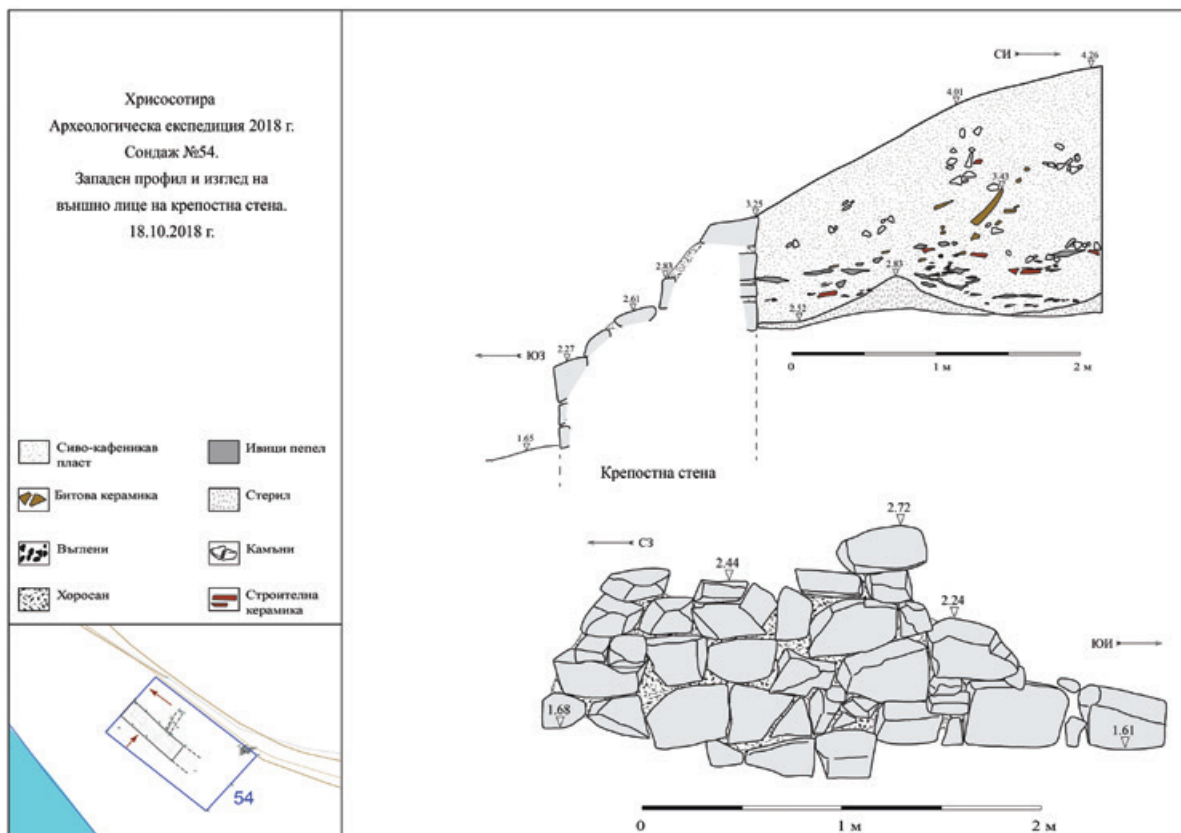 Хрисосотира
Археологическа експедиция 2018 г.
Сондаж №54.
Западен профил и изглед на
външно лице на крепостна стена.
18.10.2018 г.
Сиво-кафеникав
пласт
Ивици пепел
Битова керамика
Стерил
Въглени
Камъни
Хоросан
Строителна
керамика
54
СИ
4.26
4.01
3.43
3.25
2.83
2.83
2.61
2.52
2.27
ЮЗ
1.65
0
1 м
2 м
Крепостна стена
2.72
СЗ
2.44
2.24
ЮИ
1.68
1.61
0
1 м
2 м